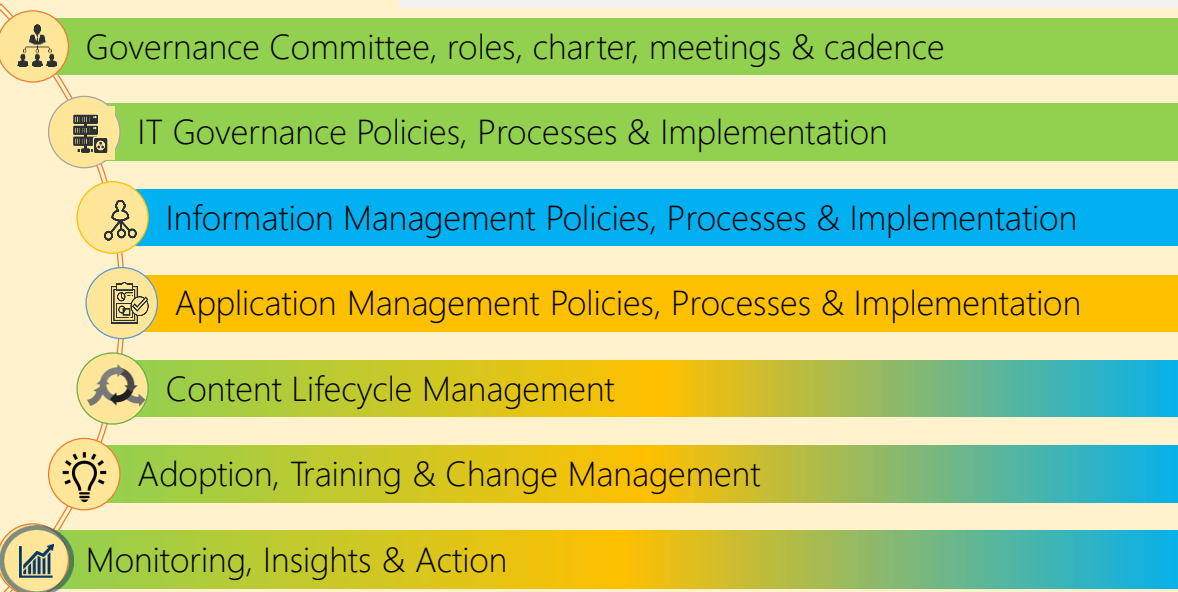 Governance Committee, roles, charter, meetings & cadence
IT Governance Policies, Processes & Implementation
Information Management Policies, Processes & Implementation
Application Management Policies, Processes & Implementation
Content Lifecycle Management
Adoption, Training & Change Management
Monitoring, Insights & Action